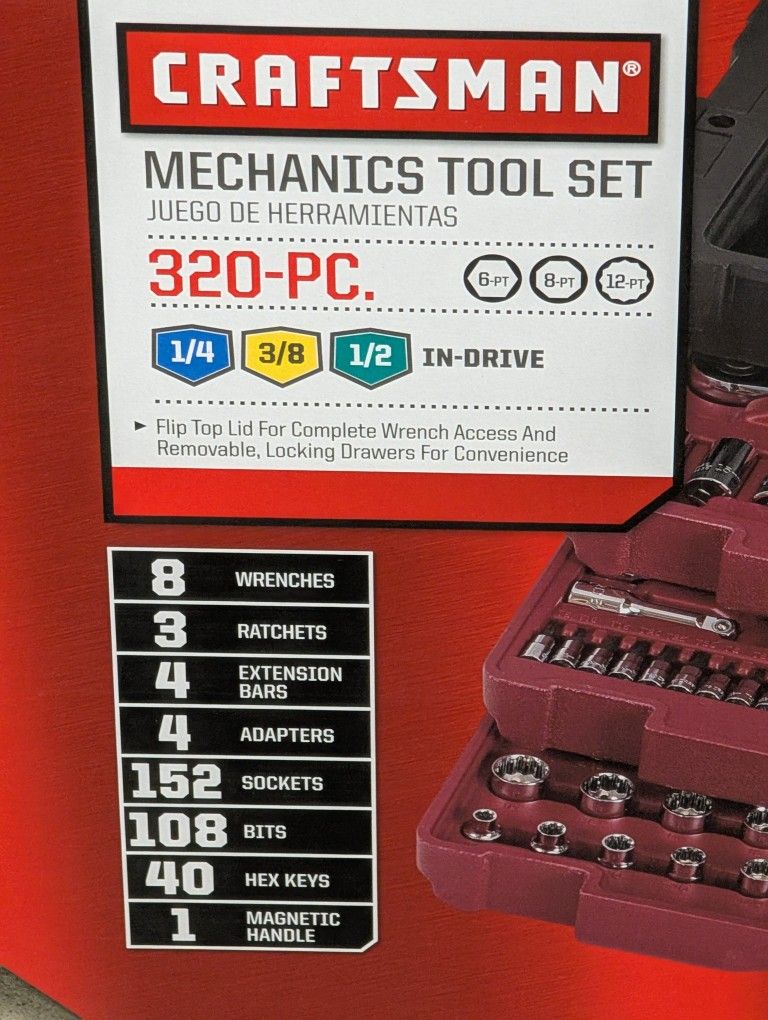 CRAFTSMAN®
MECHANICS TOOL SET
JUEGO DE HERRAMIENTAS
320-PC.
6-PT 8-PT 12-PT
1/4 3/8 1/2 IN-DRIVE
► Flip Top Lid For Complete Wrench Access And
Removable, Locking Drawers For Convenience
8 WRENCHES
3 RATCHETS
4 EXTENSION
BARS
4 ADAPTERS
152 SOCKETS
108 BITS
40 HEX KEYS
1 MAGNETIC
HANDLE